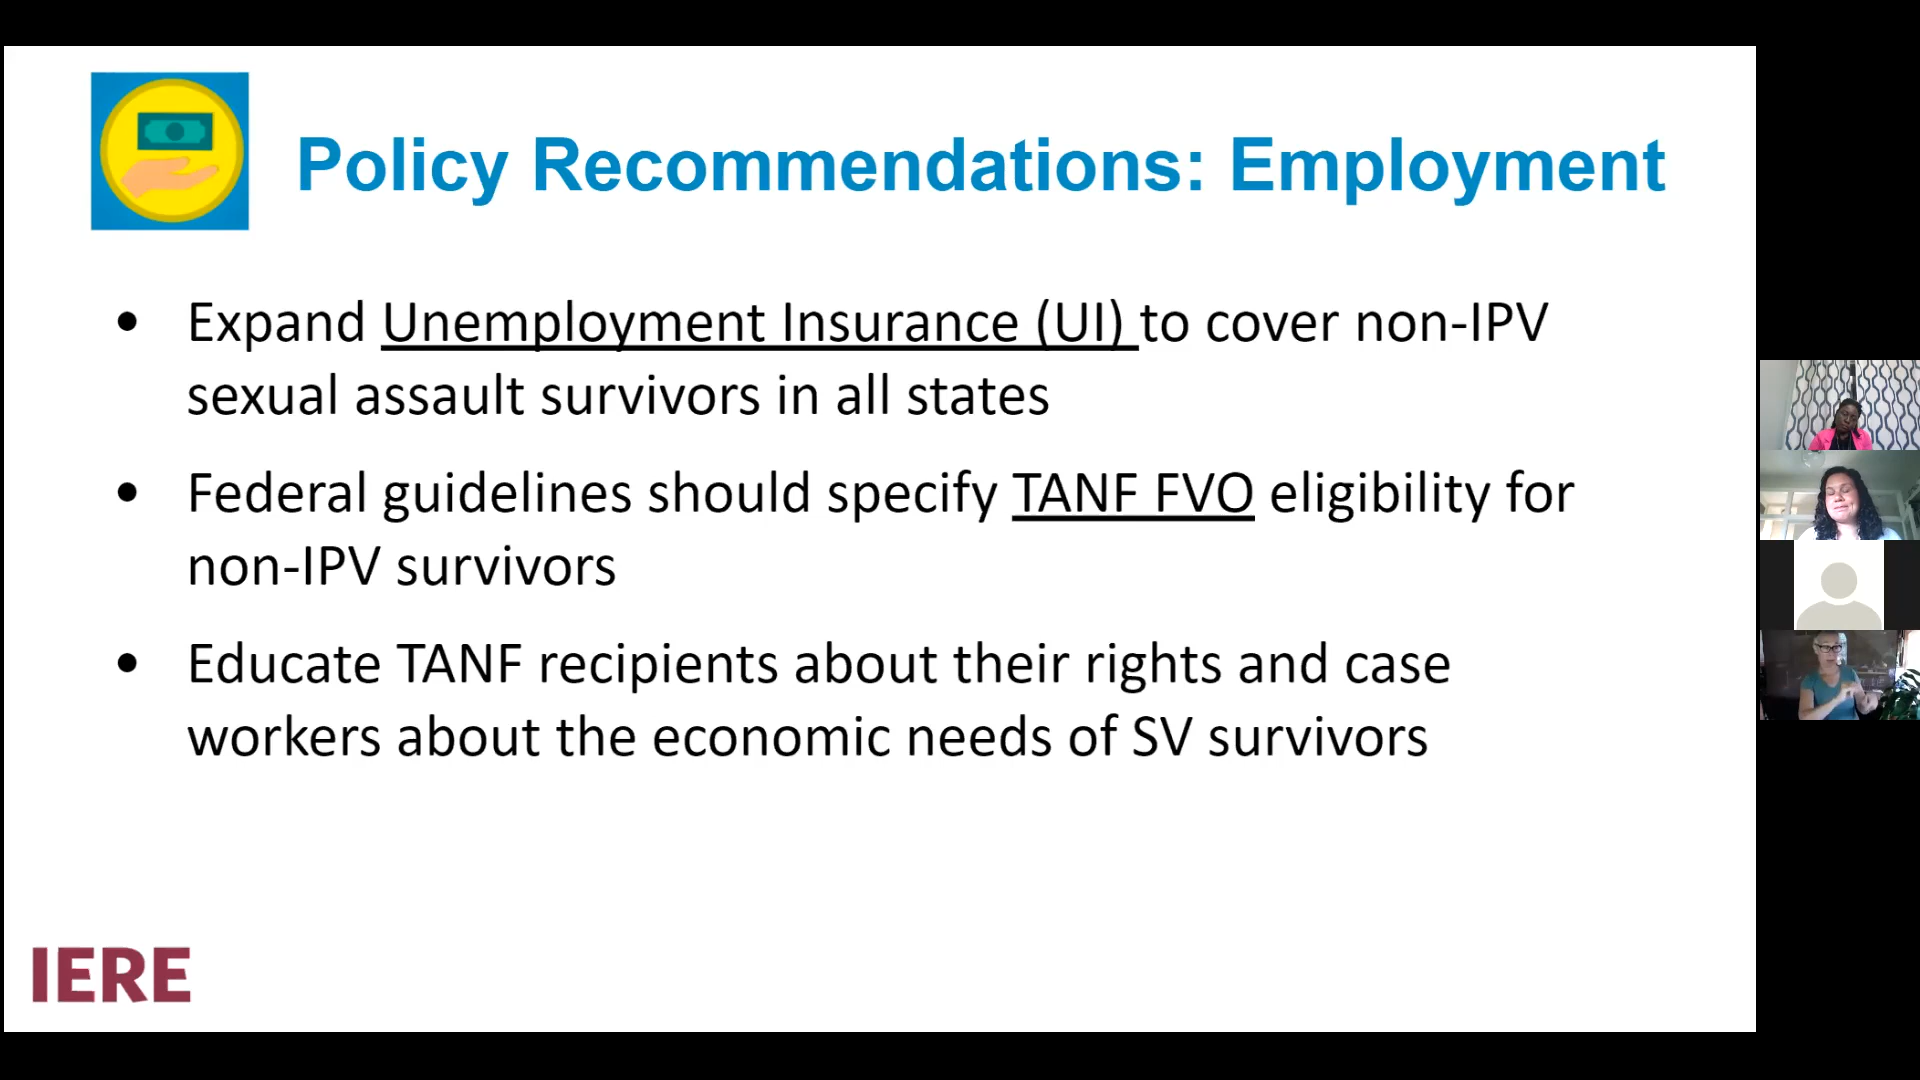 Policy Recommendations: Employment
• Expand Unemployment Insurance (UI) to cover non-IPV
sexual assault survivors in all states
• Federal guidelines should specify TANF FVO eligibility for
non-IPV survivors
• Educate TANF recipients about their rights and case
workers about the economic needs of SV survivors
IERE